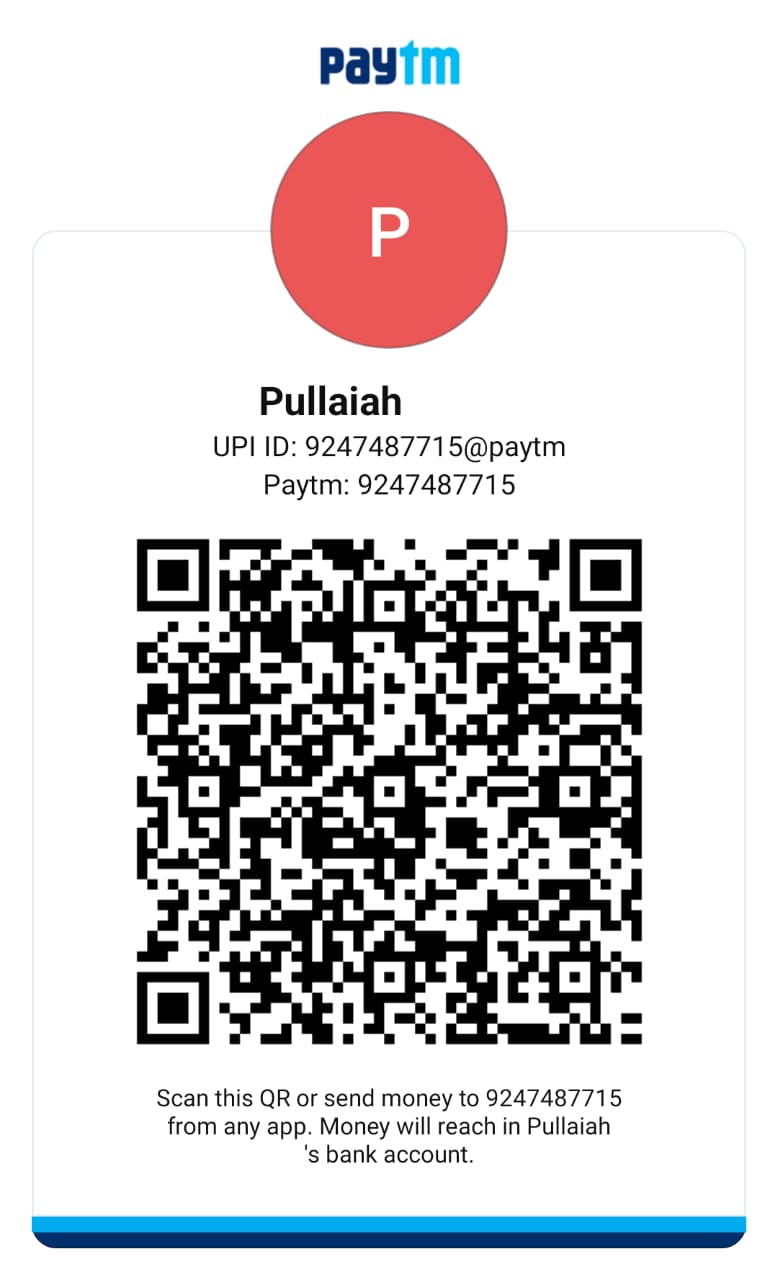 paytm
P
Pullaiah
UPI ID: 9247487715@paytm
Paytm: 9247487715
Scan this QR or send money to 9247487715
from any app. Money will reach in Pullaiah
's bank account.